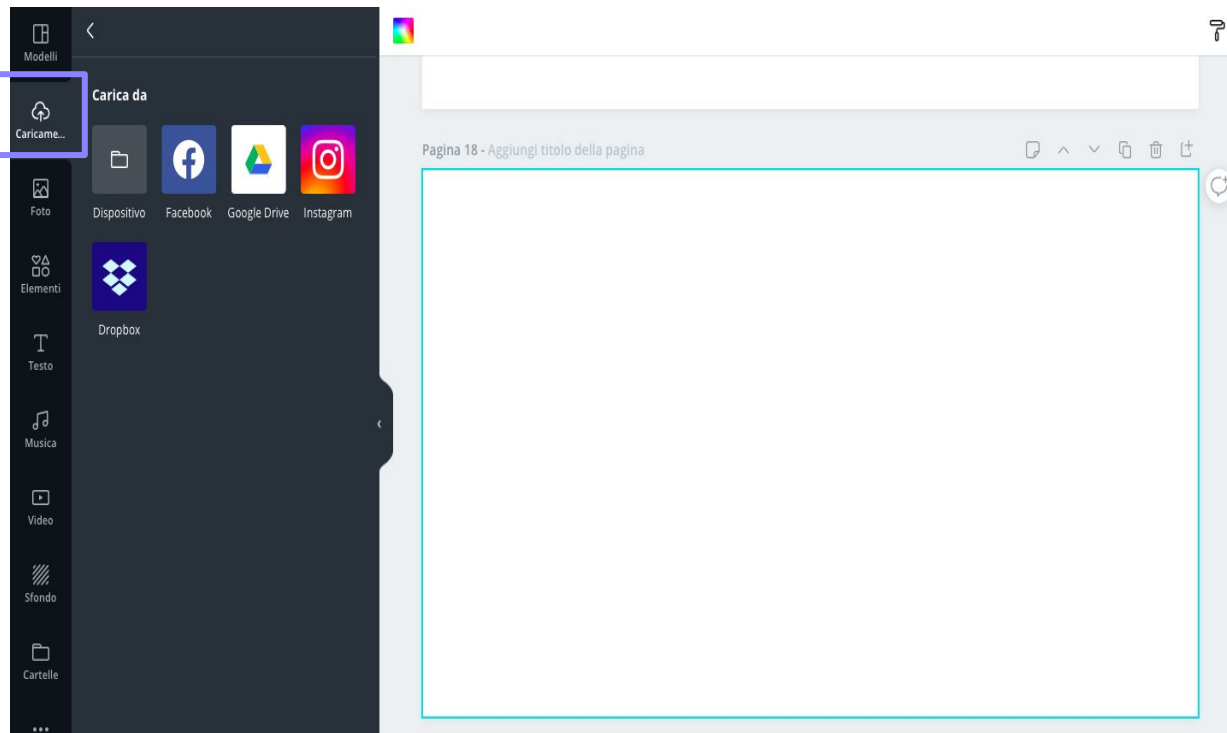 Modelli
Caricame...
Foto
Elementi
Testo
Musica
Video
Sfondo
Cartelle
Carica da
Dispositivo Facebook Google Drive Instagram
Dropbox
Pagina 18 - Aggiungi titolo della pagina